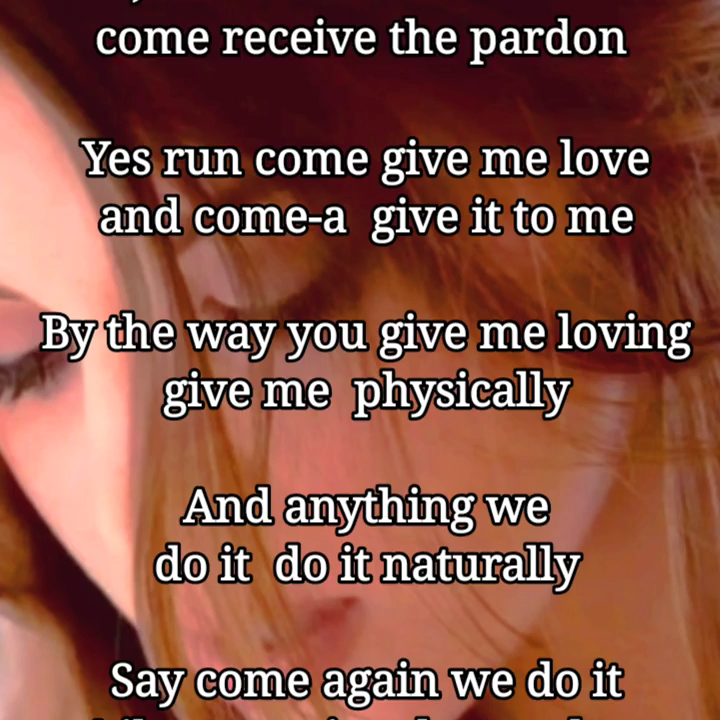 come receive the pardon
Yes run come give me love
and come-a give it to me
By the way you give me loving
give me physically
And anything we
do it do it naturally
Say come again we do it